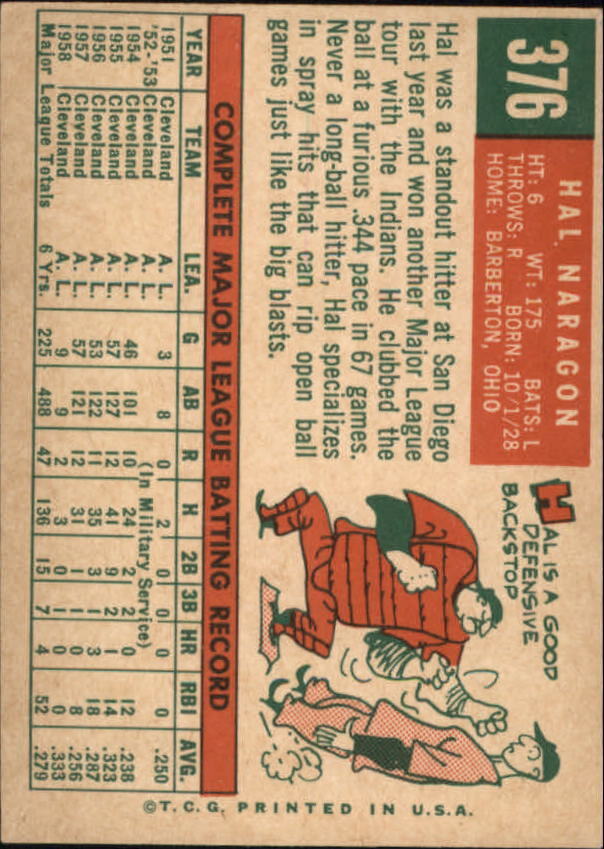 376
HAL NARAGON
HT: 6 WT: 175 BATS: L
THROWS: R BORN: 10/1/28
HOME: BARBERTON, OHIO
Hal was a standout hitter at San Diego
last year and won another Major League
tour with the Indians. He clubbed the
ball at a furious .344 pace in 67 games.
Never a long-ball hitter, Hal specializes
in spray hits that can rip open ball
games just like the big blasts.
HAL IS A GOOD
DEFENSIVE
BACKSTOP
COMPLETE MAJOR LEAGUE BATTING RECORD
YEAR TEAM LEA. G AB R H 2B 3B HR RBI AVG.
1951 Cleveland A. L. 3 8 0 2 0 0 0 0 .250
'52-'53 Cleveland A. L. (In Military Service)
1954 Cleveland A. L. 46 101 10 24 2 2 0 12 .238
1955 Cleveland A. L. 57 127 12 41 9 2 1 14 .323
1956 Cleveland A. L. 53 122 11 35 3 1 3 18 .287
1957 Cleveland A. L. 57 121 12 31 1 1 0 8 .256
1958 Cleveland A. L. 9 9 2 3 0 1 0 0 .333
Major League Totals 6 Yrs. 225 488 47 136 15 7 4 52 .279
©T.C.G. PRINTED IN U.S.A.